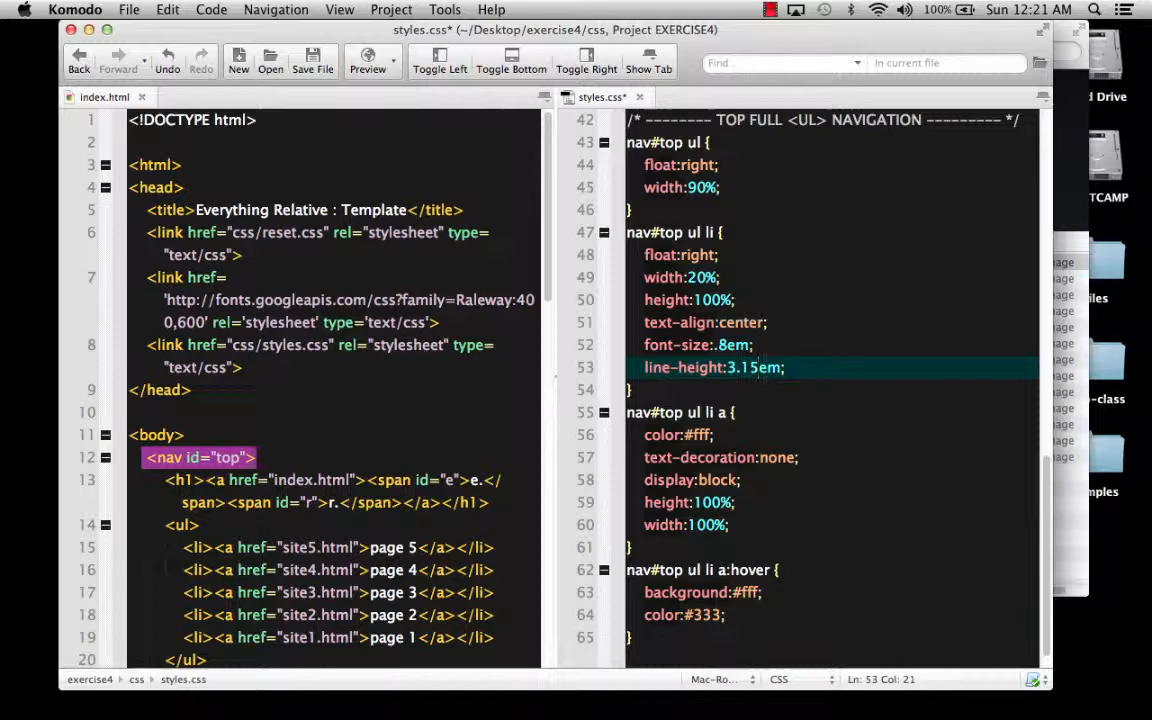 Komodo File Edit Code Navigation View Project Tools Help 100% Sun 12:21 AM
styles.css* (~/Desktop/exercise4/css, Project EXERCISE4)
Back Forward Undo Redo New Open Save File Preview Toggle Left Toggle Bottom Toggle Right Show Tab Find In current file
index.html
1 <!DOCTYPE html>
2
3 <html>
4 <head>
5 <title>Everything Relative : Template</title>
6 <link href="css/reset.css" rel="stylesheet" type=
"text/css">
7 <link href=
'http://fonts.googleapis.com/css?family=Raleway:40
0,600' rel='stylesheet' type='text/css'>
8 <link href="css/styles.css" rel="stylesheet" type=
"text/css">
9 </head>
10
11 <body>
12 <nav id="top">
13 <h1><a href="index.html"><span id="e">e.</
span><span id="r">r.</span></a></h1>
14 <ul>
15 <li><a href="site5.html">page 5</a></li>
16 <li><a href="site4.html">page 4</a></li>
17 <li><a href="site3.html">page 3</a></li>
18 <li><a href="site2.html">page 2</a></li>
19 <li><a href="site1.html">page 1</a></li>
20 </ul>
styles.css*
42 /* -------- TOP FULL <UL> NAVIGATION --------- */
43 nav#top ul {
44 float:right;
45 width:90%;
46 }
47 nav#top ul li {
48 float:right;
49 width:20%;
50 height:100%;
51 text-align:center;
52 font-size:.8em;
53 line-height:3.15em;
54 }
55 nav#top ul li a {
56 color:#fff;
57 text-decoration:none;
58 display:block;
59 height:100%;
60 width:100%;
61 }
62 nav#top ul li a:hover {
63 background:#fff;
64 color:#333;
65 }
exercise4 css styles.css Mac-Ro... CSS Ln: 53 Col: 21
d Drive
OTCAMP
mage
iles
mage
mage
mage
mage
-class
mage
mage
mage
mage
mples